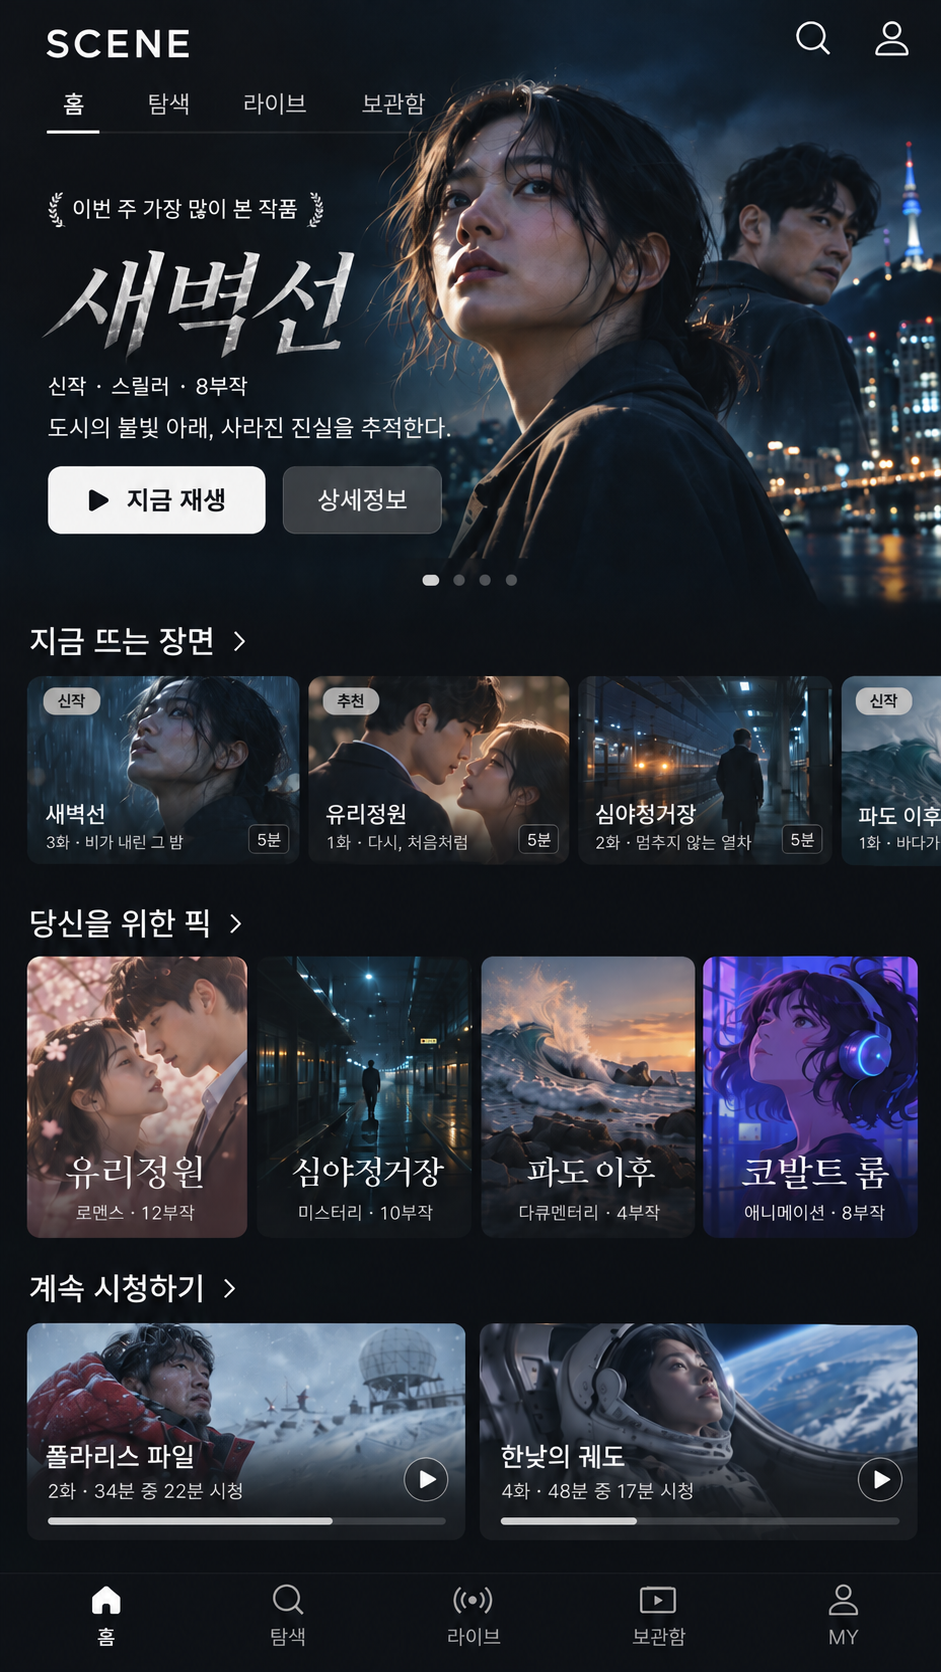 SCENE
홈 탐색 라이브 보관함
이번 주 가장 많이 본 작품
새벽선
신작 · 스릴러 · 8부작
도시의 불빛 아래, 사라진 진실을 추적한다.
지금 재생 상세정보
지금 뜨는 장면
신작
새벽선
3화 · 비가 내린 그 밤
5분
추천
유리정원
1화 · 다시, 처음처럼
5분
심야정거장
2화 · 멈추지 않는 열차
5분
신작
파도 이후
1화 · 바다가
당신을 위한 픽
유리정원
로맨스 · 12부작
심야정거장
미스터리 · 10부작
파도 이후
다큐멘터리 · 4부작
코발트 룸
애니메이션 · 8부작
계속 시청하기
폴라리스 파일
2화 · 34분 중 22분 시청
한낮의 궤도
4화 · 48분 중 17분 시청
홈 탐색 라이브 보관함 MY